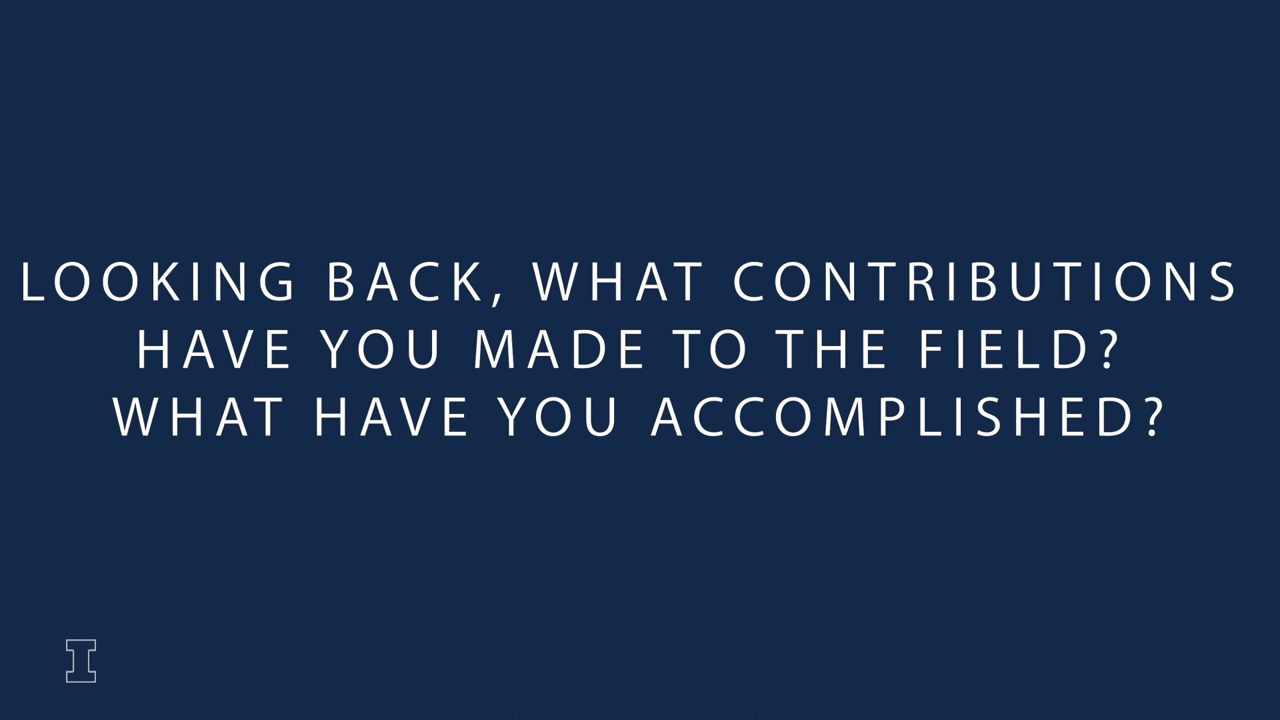 LOOKING BACK, WHAT CONTRIBUTIONS
HAVE YOU MADE TO THE FIELD?
WHAT HAVE YOU ACCOMPLISHED?
I